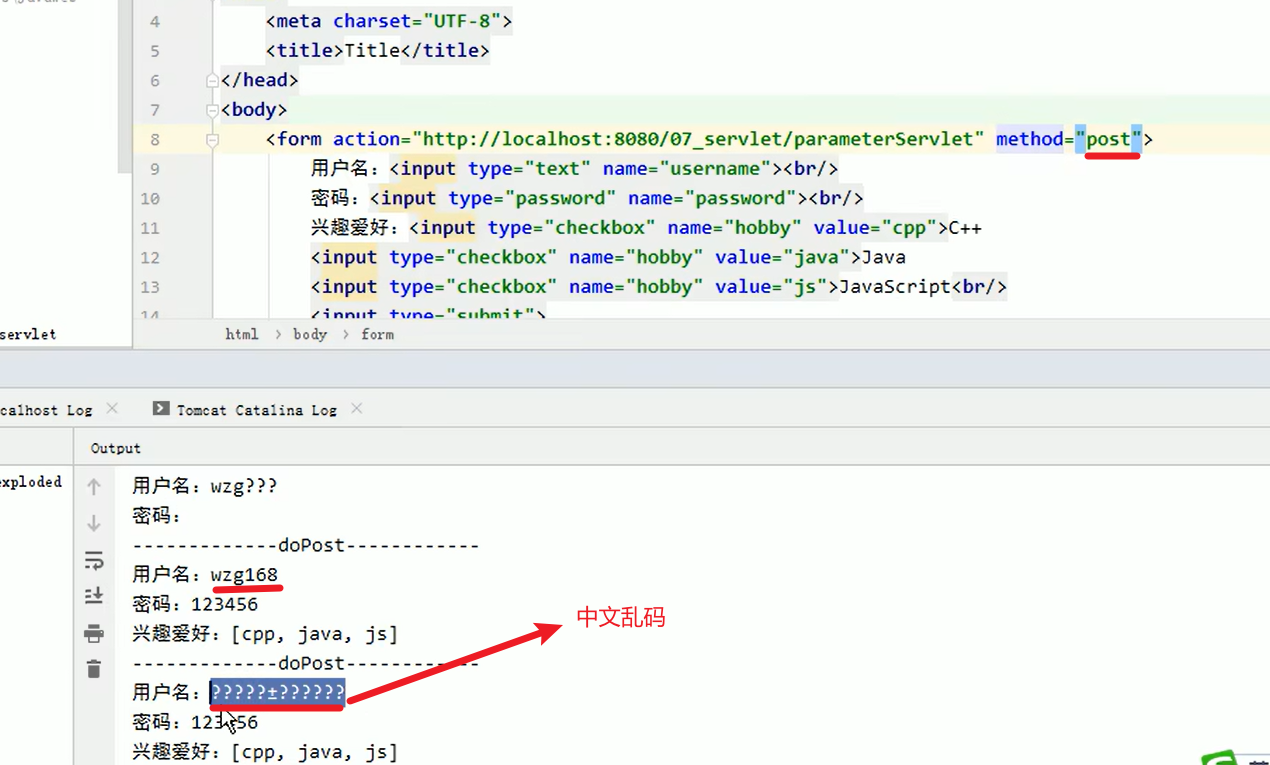 4 <meta charset="UTF-8">
5 <title>Title</title>
6 </head>
7 <body>
8 <form action="http://localhost:8080/07_servlet/parameterServlet" method="post">
9 用户名：<input type="text" name="username"><br/>
10 密码：<input type="password" name="password"><br/>
11 兴趣爱好：<input type="checkbox" name="hobby" value="cpp">C++
12 <input type="checkbox" name="hobby" value="java">Java
13 <input type="checkbox" name="hobby" value="js">JavaScript<br/>
14 <input type="submit">
servlet
html › body › form
calhost Log × Tomcat Catalina Log ×
Output
exploded
用户名：wzg???
密码：
-------------doPost------------
用户名：wzg168
密码：123456
兴趣爱好：[cpp, java, js]
-------------doPost------------
用户名：?????±??????
密码：123456
兴趣爱好：[cpp, java, js]
中文乱码